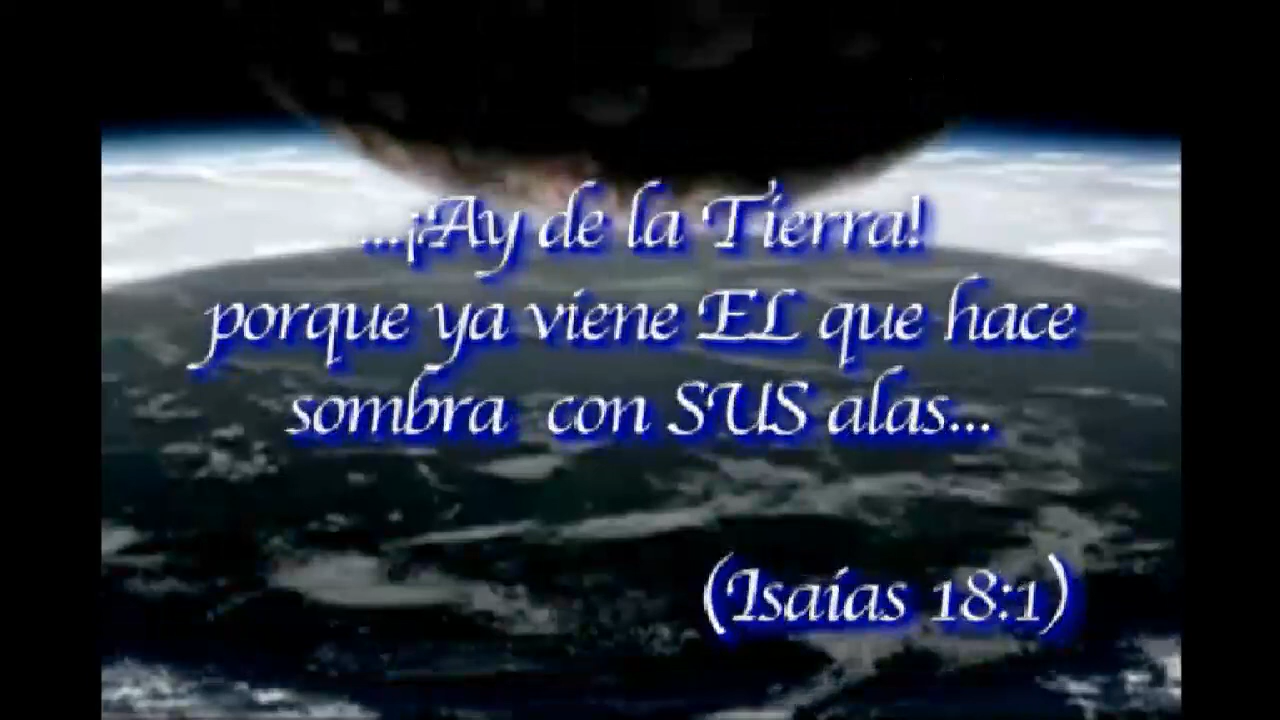 ...¡Ay de la Tierra!
porque ya viene EL que hace
sombra con SUS alas...
(Isaías 18:1)